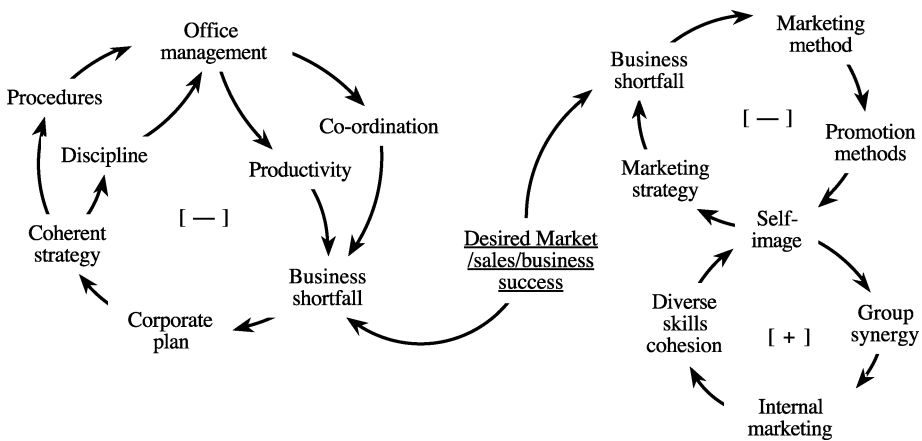 Office
management
Procedures
Co-ordination
Discipline
Productivity
[ — ]
Coherent
strategy
Business
shortfall
Corporate
plan
Desired Market
/sales/business
success
Marketing
method
Business
shortfall
[ — ]
Promotion
methods
Marketing
strategy
Self-
image
Diverse
skills
cohesion
Group
synergy
[ + ]
Internal
marketing